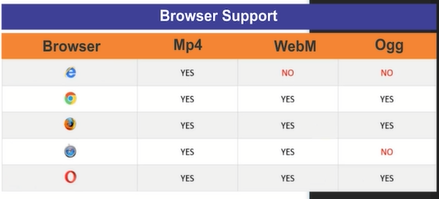 Browser Support
Browser Mp4 WebM Ogg
YES NO NO
YES YES YES
YES YES YES
YES YES NO
YES YES YES